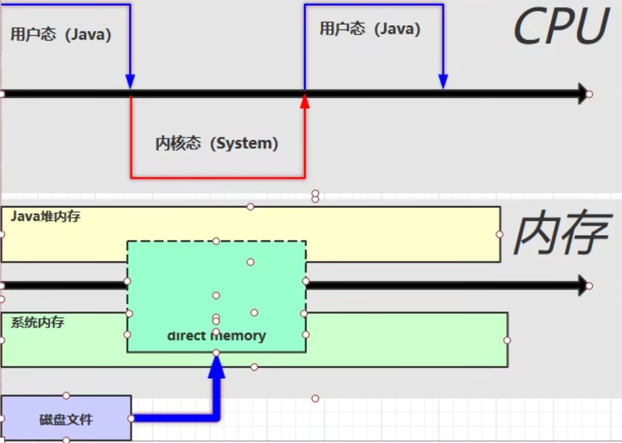 用户态（Java）
用户态（Java）
CPU
内核态（System）
Java堆内存
内存
系统内存
direct memory
磁盘文件